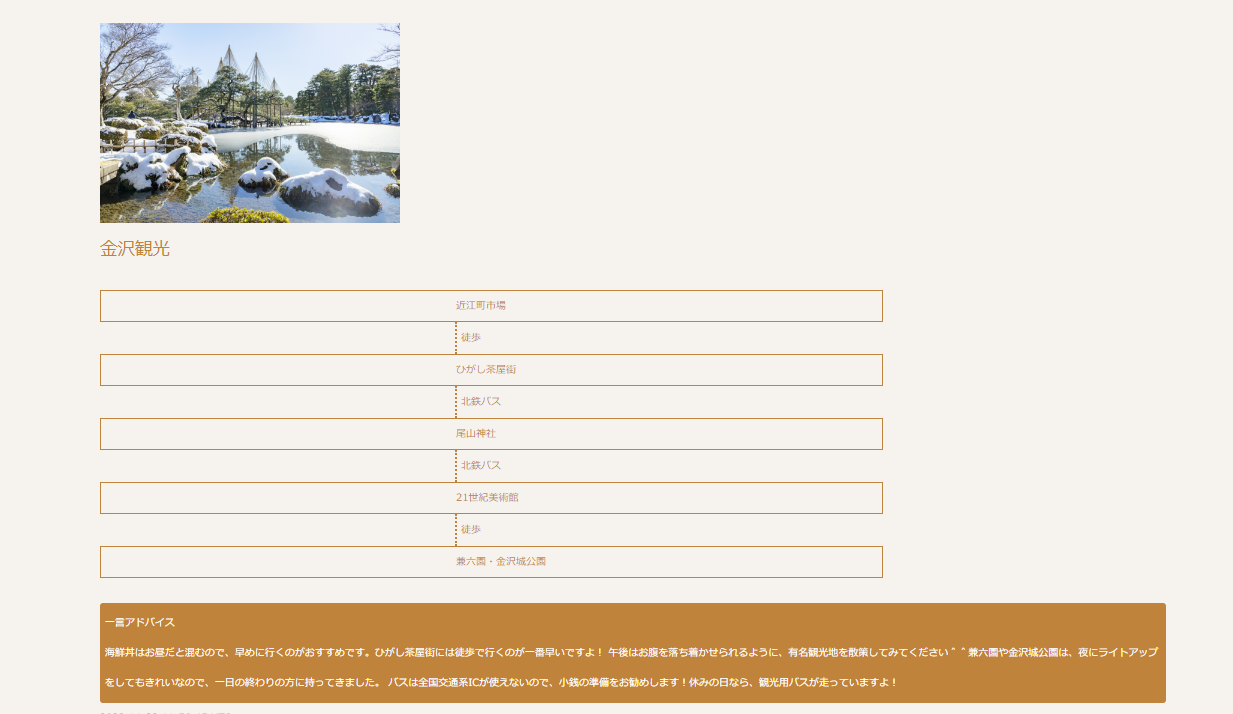 金沢観光
近江町市場
徒歩
ひがし茶屋街
北鉄バス
尾山神社
北鉄バス
21世紀美術館
徒歩
兼六園・金沢城公園
一言アドバイス
海鮮丼はお昼だと混むので、早めに行くのがおすすめです。ひがし茶屋街には徒歩で行くのが一番早いですよ！ 午後はお腹を落ち着かせられるように、有名観光地を散策してみてください＾＾兼六園や金沢城公園は、夜にライトアップ
をしてもきれいなので、一日の終わりの方に持ってきました。 バスは全国交通系ICが使えないので、小銭の準備をお勧めします！休みの日なら、観光用バスが走っていますよ！